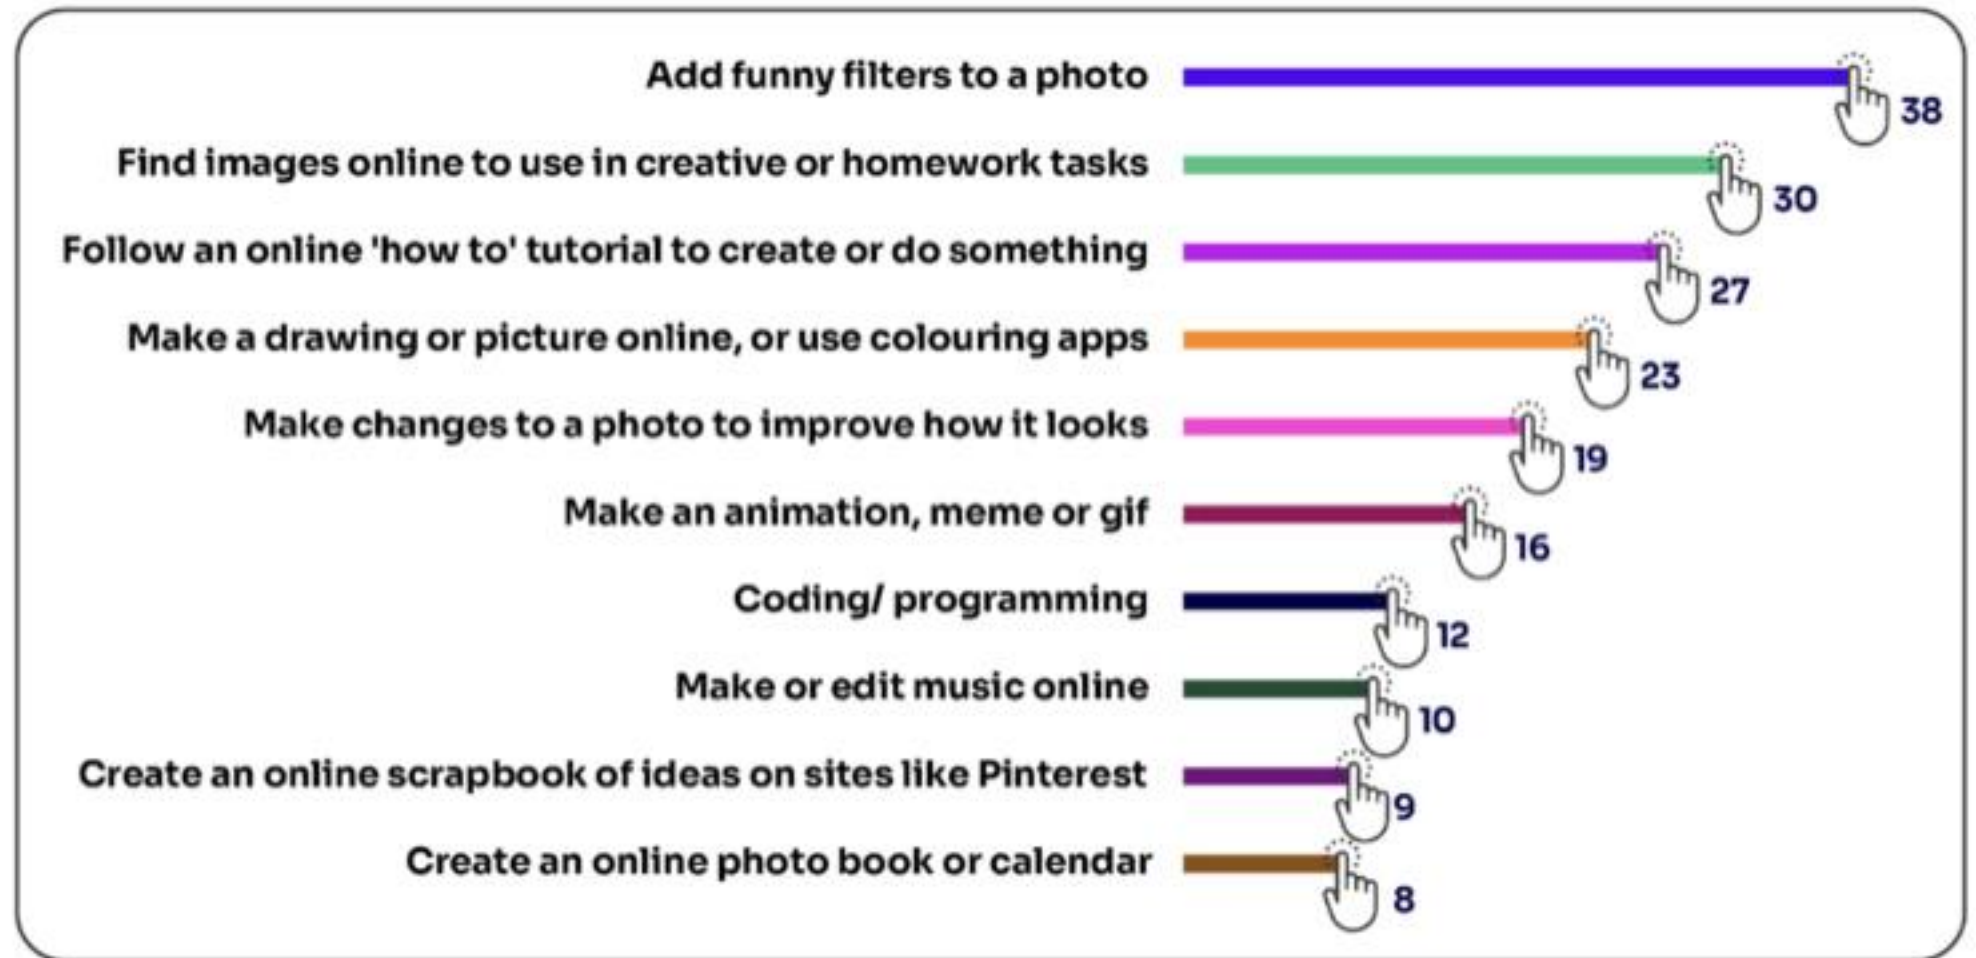 Add funny filters to a photo
38
Find images online to use in creative or homework tasks
30
Follow an online 'how to' tutorial to create or do something
27
Make a drawing or picture online, or use colouring apps
23
Make changes to a photo to improve how it looks
19
Make an animation, meme or gif
16
Coding/ programming
12
Make or edit music online
10
Create an online scrapbook of ideas on sites like Pinterest
9
Create an online photo book or calendar
8